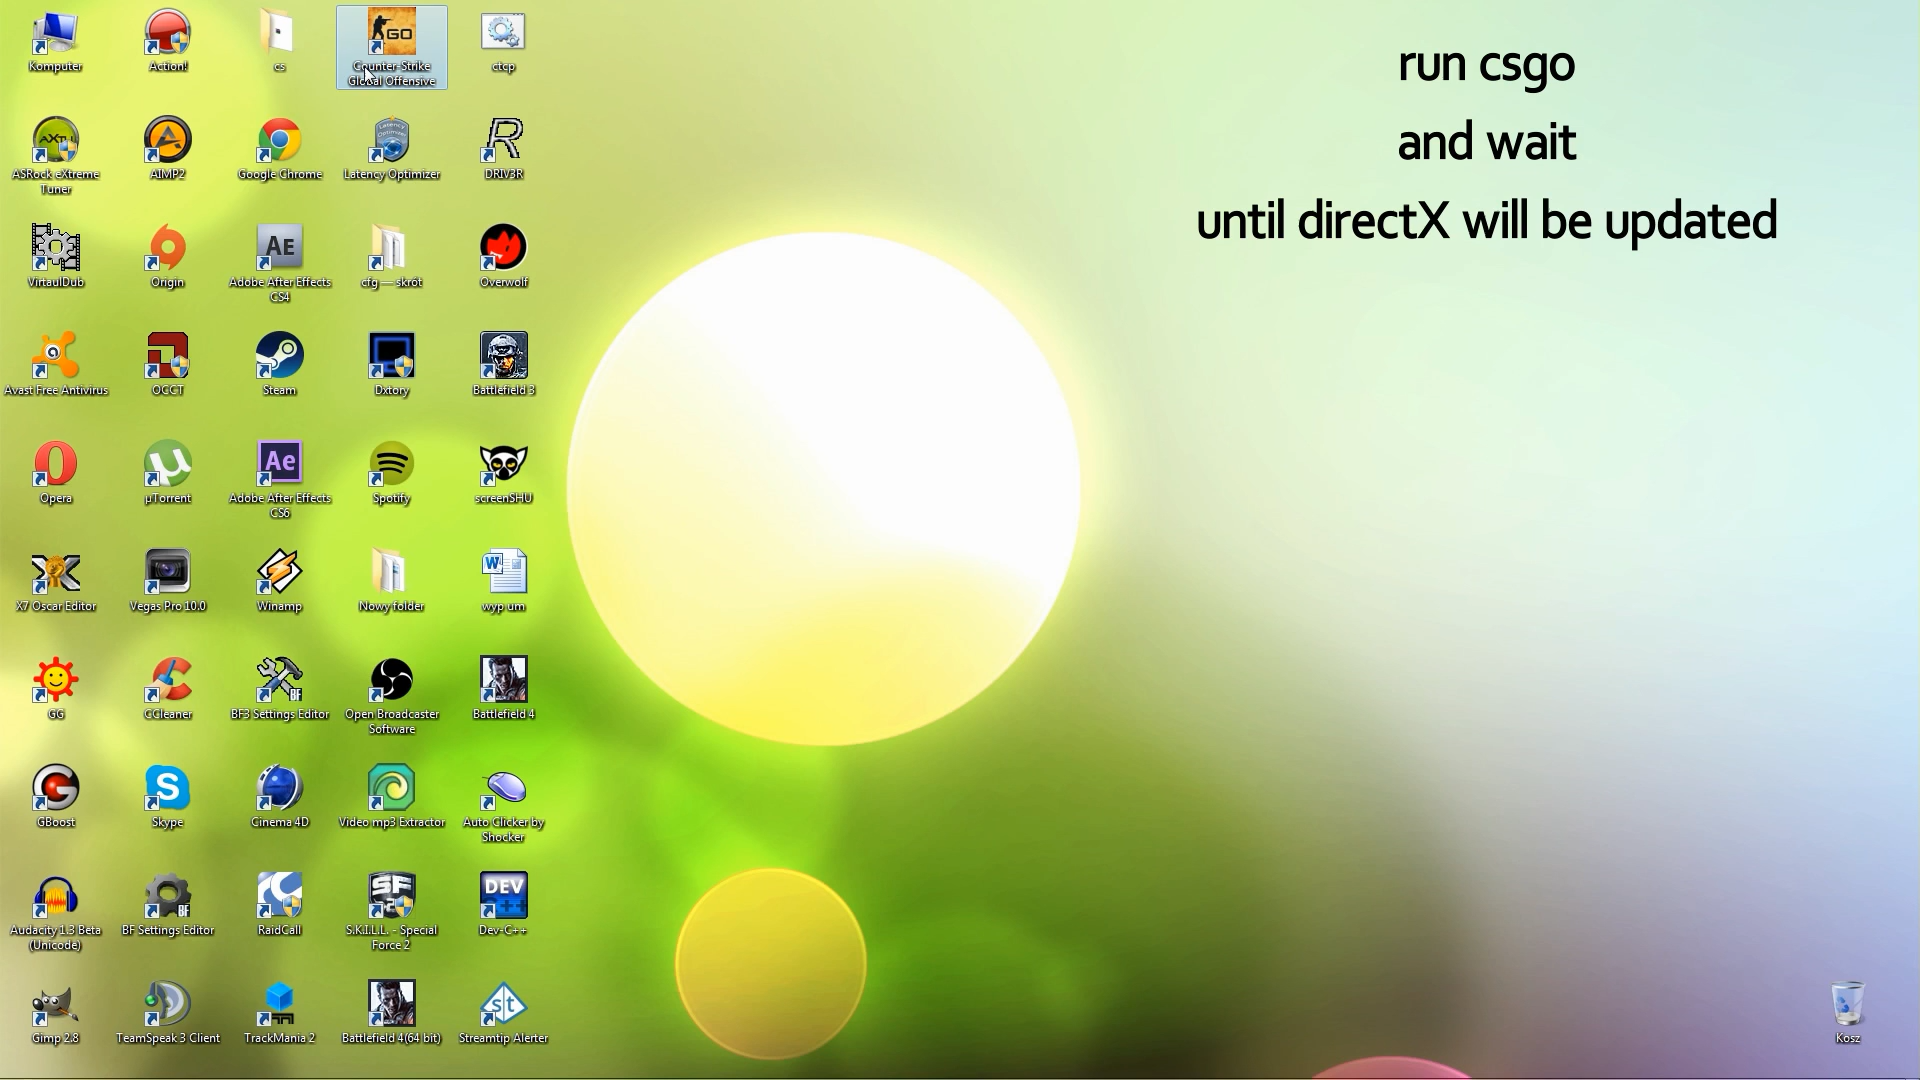 Komputer
Action!
cs
Counter-Strike
Global Offensive
ctcp
GO
ASRock eXtreme
Tuner
AIMP2
Google Chrome
Latency Optimizer
DRIV3R
VirtualDub
Origin
Adobe After Effects
CS4
cfg — skrót
Overwolf
Avast Free Antivirus
OCCT
Steam
Dxtory
Battlefield 3
Opera
µTorrent
Adobe After Effects
CS6
Spotify
screenSHU
X7 Oscar Editor
Vegas Pro 10.0
Winamp
Nowy folder
wyp um
GG
CCleaner
BF3 Settings Editor
Open Broadcaster
Software
Battlefield 4
GBoost
Skype
Cinema 4D
Video mp3 Extractor
Auto Clicker by
Shocker
Audacity 1.3 Beta
(Unicode)
BF Settings Editor
RaidCall
S.K.I.L.L. - Special
Force 2
Dev-C++
Gimp 2.8
TeamSpeak 3 Client
TrackMania 2
Battlefield 4(64 bit)
Streamtip Alerter
run csgo
and wait
until directX will be updated
Kosz